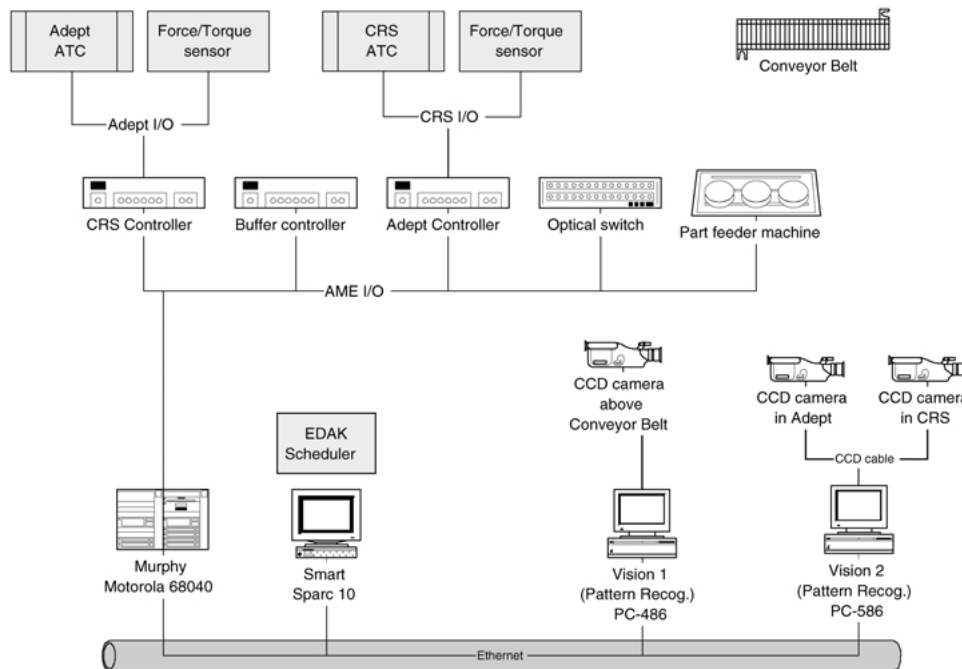 Adept
ATC
Force/Torque
sensor
CRS
ATC
Force/Torque
sensor
Conveyor Belt
Adept I/O
CRS I/O
CRS Controller
Buffer controller
Adept Controller
Optical switch
Part feeder machine
AME I/O
CCD camera
above
Conveyor Belt
CCD camera
in Adept
CCD camera
in CRS
CCD cable
EDAK
Scheduler
Murphy
Motorola 68040
Smart
Sparc 10
Vision 1
(Pattern Recog.)
PC-486
Vision 2
(Pattern Recog.)
PC-586
Ethernet